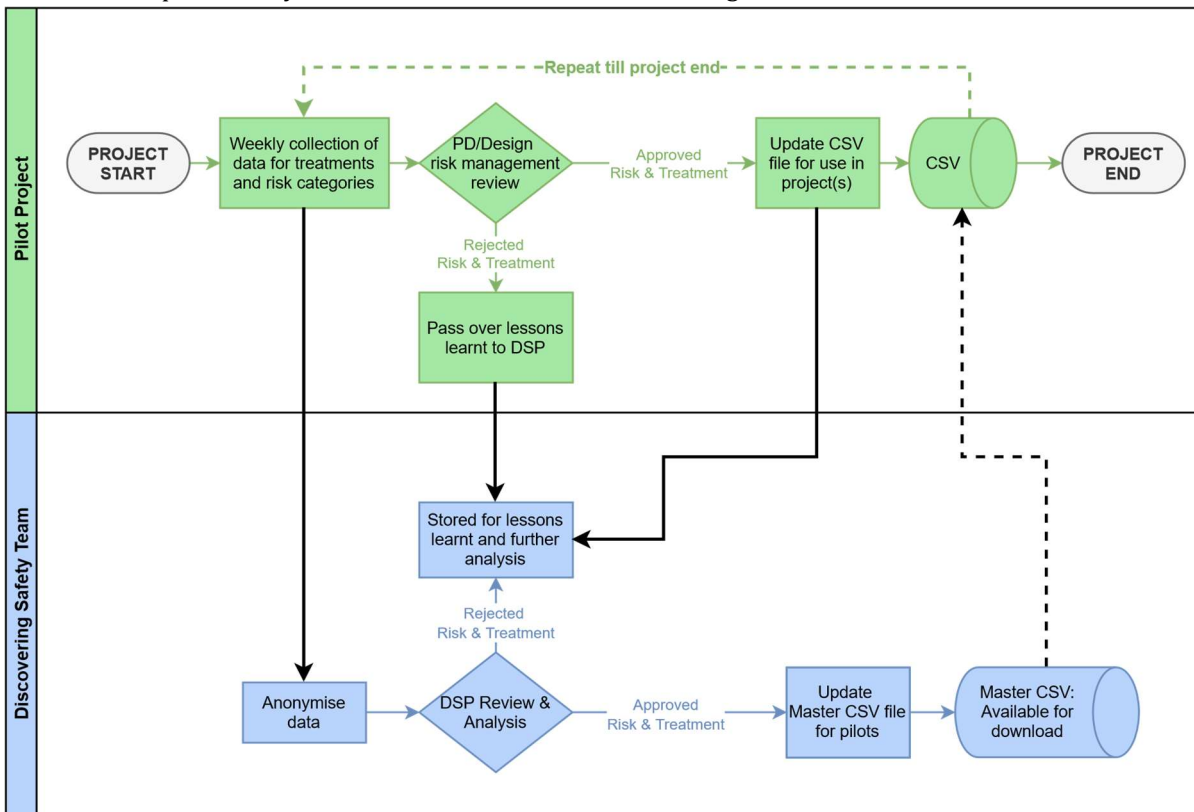 Pilot Project
Repeat till project end
PROJECT
START
Weekly collection of
data for treatments
and risk categories
PD/Design
risk management
review
Approved
Risk & Treatment
Update CSV
file for use in
project(s)
CSV
PROJECT
END
Rejected
Risk & Treatment
Pass over lessons
learnt to DSP
Discovering Safety Team
Stored for lessons
learnt and further
analysis
Rejected
Risk & Treatment
Anonymise
data
DSP Review &
Analysis
Approved
Risk & Treatment
Update
Master CSV file
for pilots
Master CSV:
Available for
download